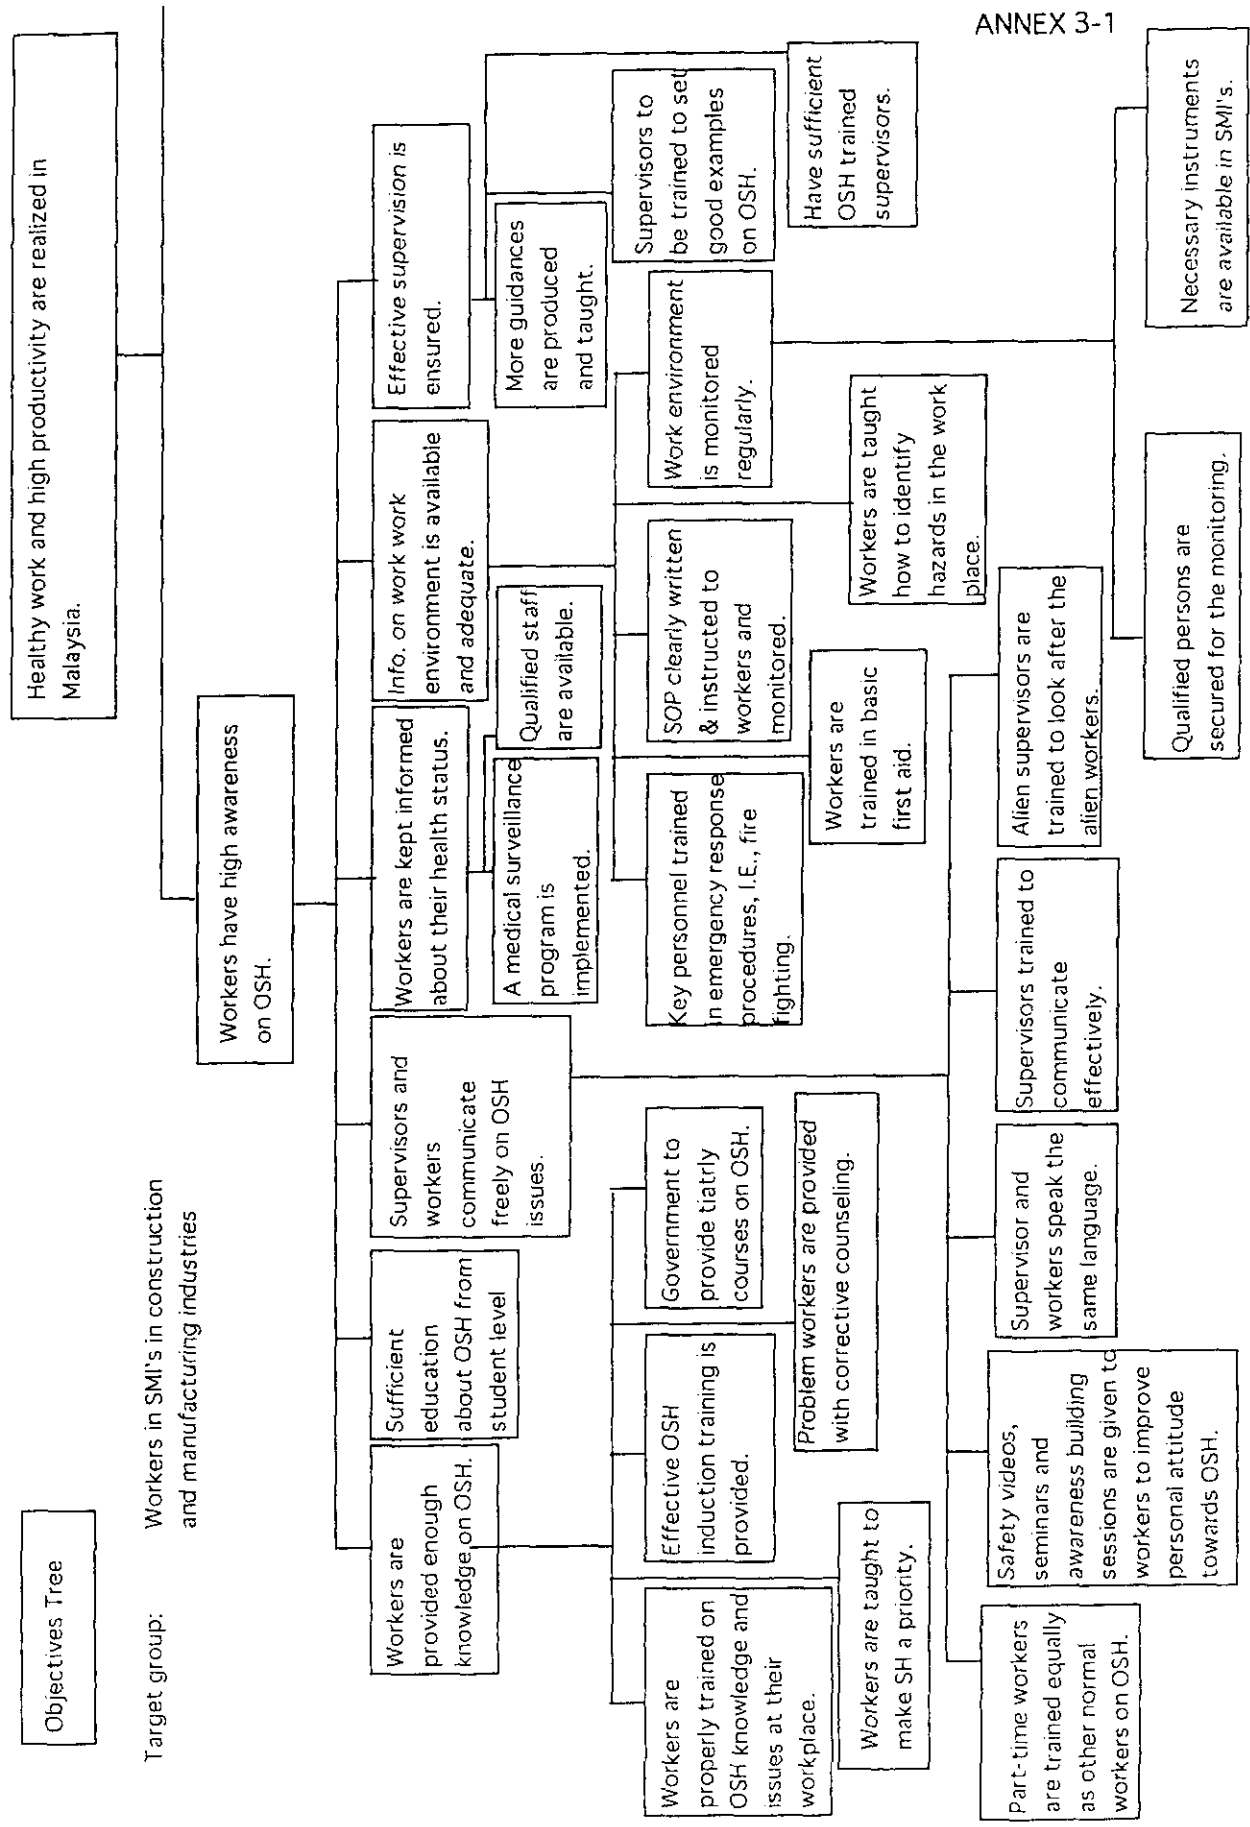 ANNEX 3-1
Objectives Tree
Target group:
Workers in SMI's in construction
and manufacturing industries
Healthy work and high productivity are realized in
Malaysia.
Workers have high awareness
on OSH.
Workers are
provided enough
knowledge on OSH.
Sufficient
education
about OSH from
student level
Supervisors and
workers
communicate
freely on OSH
issues.
Workers are kept informed
about their health status.
Info. on work work
environment is available
and adequate.
Effective supervision is
ensured.
A medical surveillance
program is
implemented.
Qualified staff
are available.
More guidances
are produced
and taught.
Workers are
properly trained on
OSH knowledge and
issues at their
workplace.
Effective OSH
induction training is
provided.
Government to
provide tiatrly
courses on OSH.
Key personnel trained
in emergency response
procedures, I.E., fire
fighting.
SOP clearly written
& instructed to
workers and
monitored.
Work environment
is monitored
regularly.
Supervisors to
be trained to set
good examples
on OSH.
Workers are taught to
make SH a priority.
Problem workers are provided
with corrective counseling.
Workers are
trained in basic
first aid.
Workers are taught
how to identify
hazards in the work
place.
Have sufficient
OSH trained
supervisors.
Part-time workers
are trained equally
as other normal
workers on OSH.
Safety videos,
seminars and
awareness building
sessions are given to
workers to improve
personal attitude
towards OSH.
Supervisor and
workers speak the
same language.
Supervisors trained to
communicate
effectively.
Alien supervisors are
trained to look after the
alien workers.
Qualified persons are
secured for the monitoring.
Necessary instruments
are available in SMI's.